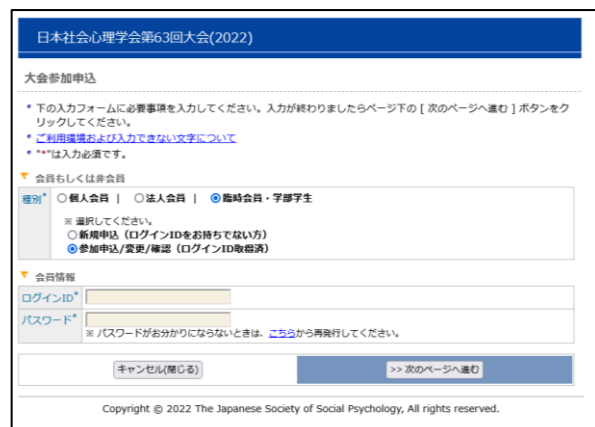 日本社会心理学会第63回大会(2022)
大会参加申込
* 下の入力フォームに必要事項を入力してください。入力が終わりましたらページ下の [ 次のページへ進む ] ボタンをク
リックしてください。
* ご利用環境および入力できない文字について
* "*"は入力必須です。
会員もしくは非会員
種別* 個人会員 | 法人会員 | 臨時会員・学部学生
※ 選択してください。
新規申込（ログインIDをお持ちでない方）
参加申込/変更/確認（ログインID取得済）
会員情報
ログインID*
パスワード*
※ パスワードがお分かりにならないときは、こちらから再発行してください。
キャンセル(閉じる) >> 次のページへ進む
Copyright © 2022 The Japanese Society of Social Psychology, All rights reserved.